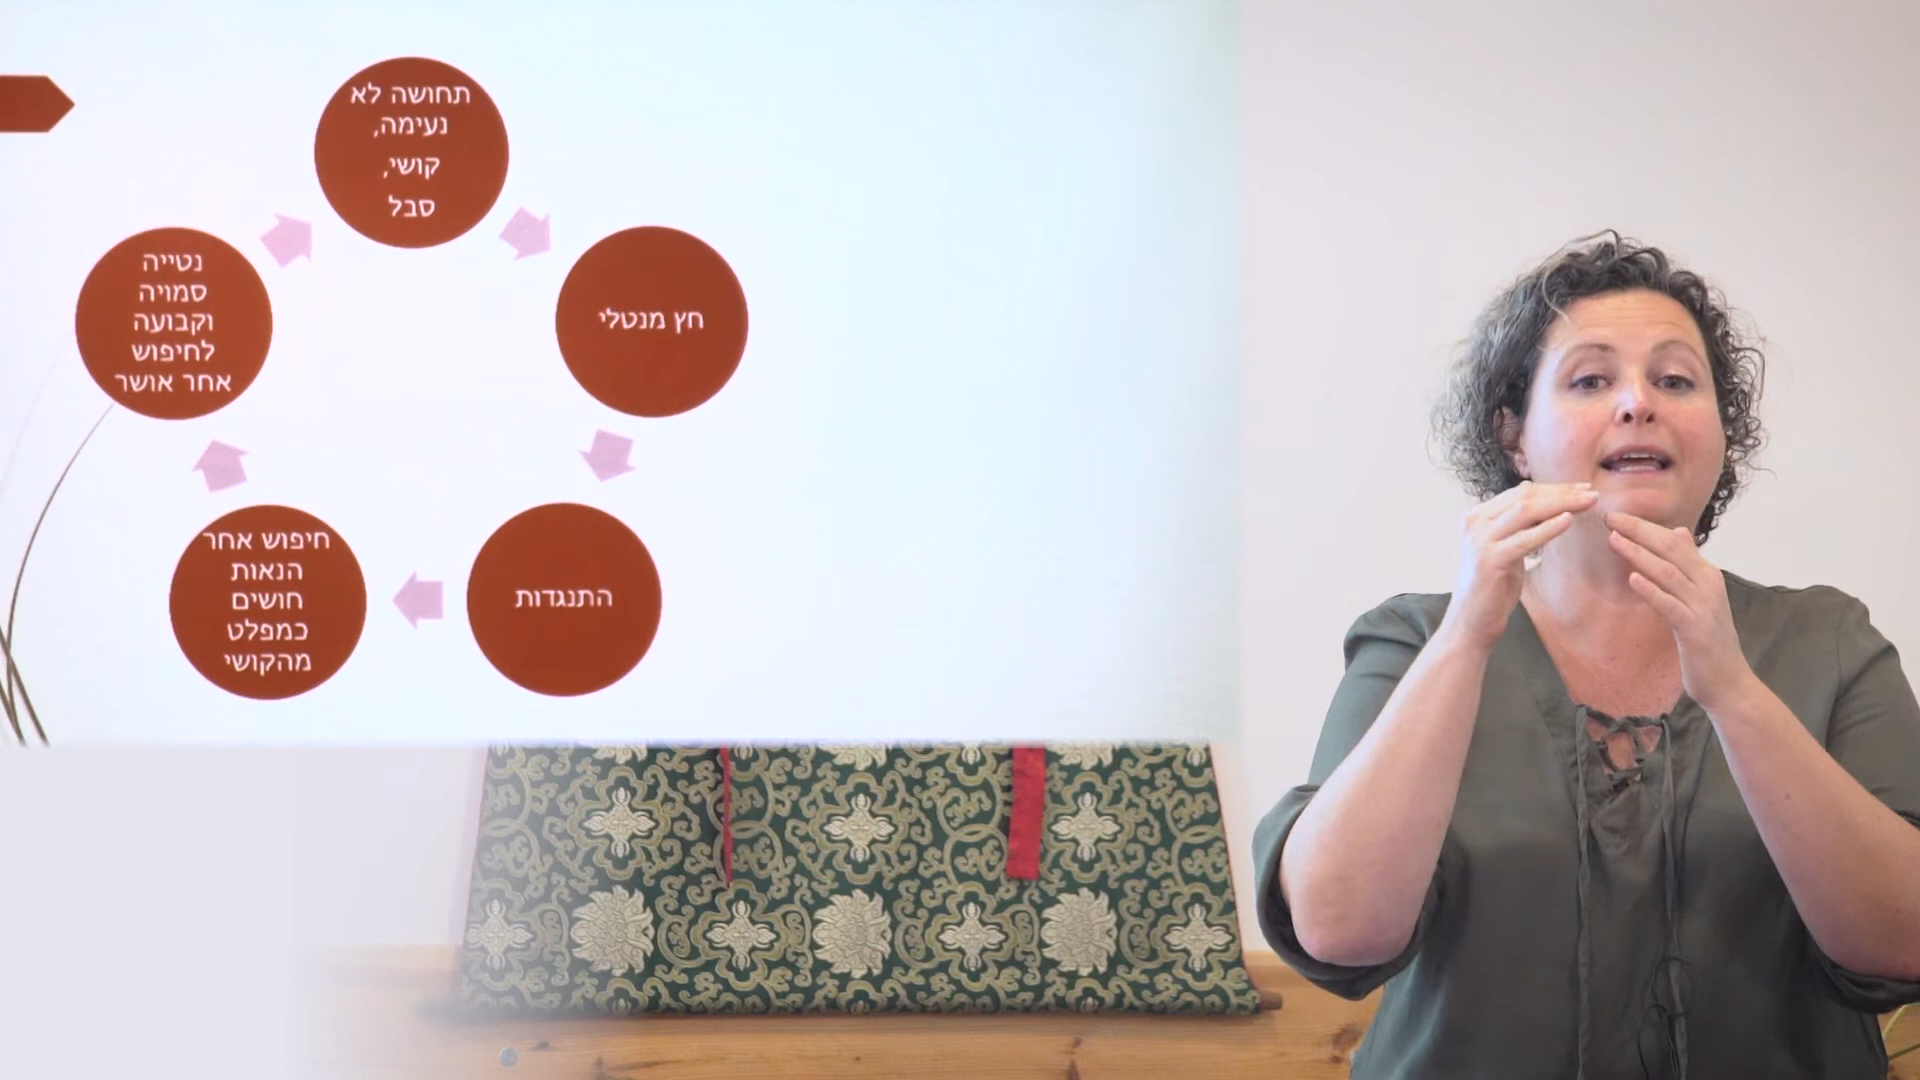 תחושה לא
נעימה,
קושי,
סבל
חץ מנטלי
התנגדות
חיפוש אחר
הנאות
חושים
כמפלט
מהקושי
נטייה
סמויה
וקבועה
לחיפוש
אחר אושר